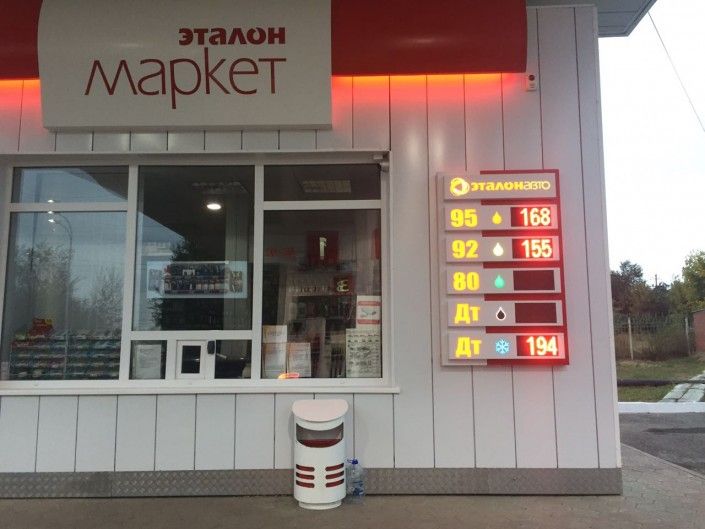 эталон
маркет
эталонавто
95 168
92 155
80
Дт
Дт 194